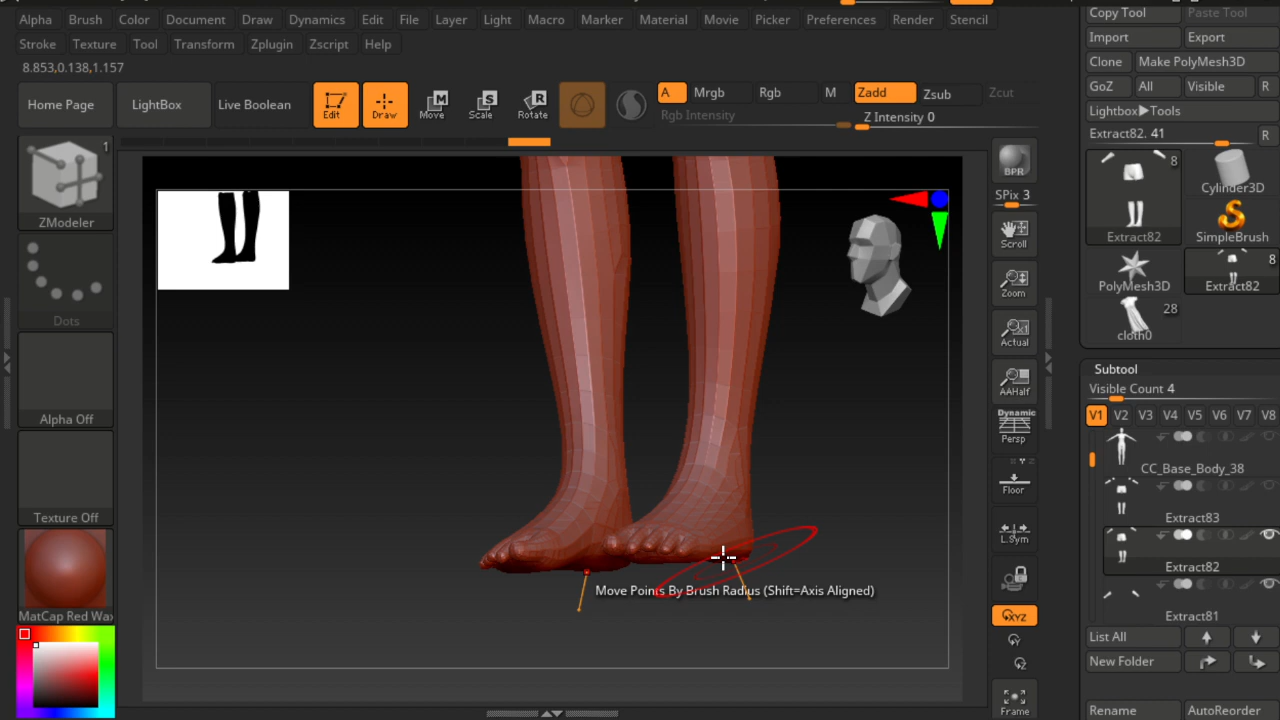 Alpha Brush Color Document Draw Dynamics Edit File Layer Light Macro Marker Material Movie Picker Preferences Render Stencil
Stroke Texture Tool Transform Zplugin Zscript Help
8.853,0.138,1.157
Home Page LightBox Live Boolean Edit Draw Move Scale Rotate A Mrgb Rgb M Zadd Zsub Zcut
M S R
Rgb Intensity Z Intensity 0
1
ZModeler
Dots
Alpha Off
Texture Off
MatCap Red Wax
Move Points By Brush Radius (Shift=Axis Aligned)
BPR
SPix 3
Scroll
Zoom
Actual
AAHalf
Dynamic
Persp
Floor
L.Sym
XYZ
Y
Z
Frame
Copy Tool Paste Tool
Import Export
Clone Make PolyMesh3D
GoZ All Visible R
Lightbox▶Tools
Extract82. 41 R
8
Cylinder3D
Extract82 SimpleBrush
8
PolyMesh3D Extract82
28
cloth0
Subtool
Visible Count 4
V1 V2 V3 V4 V5 V6 V7 V8
CC_Base_Body_38
Extract83
Extract82
Extract81
List All
New Folder
Rename AutoReorder